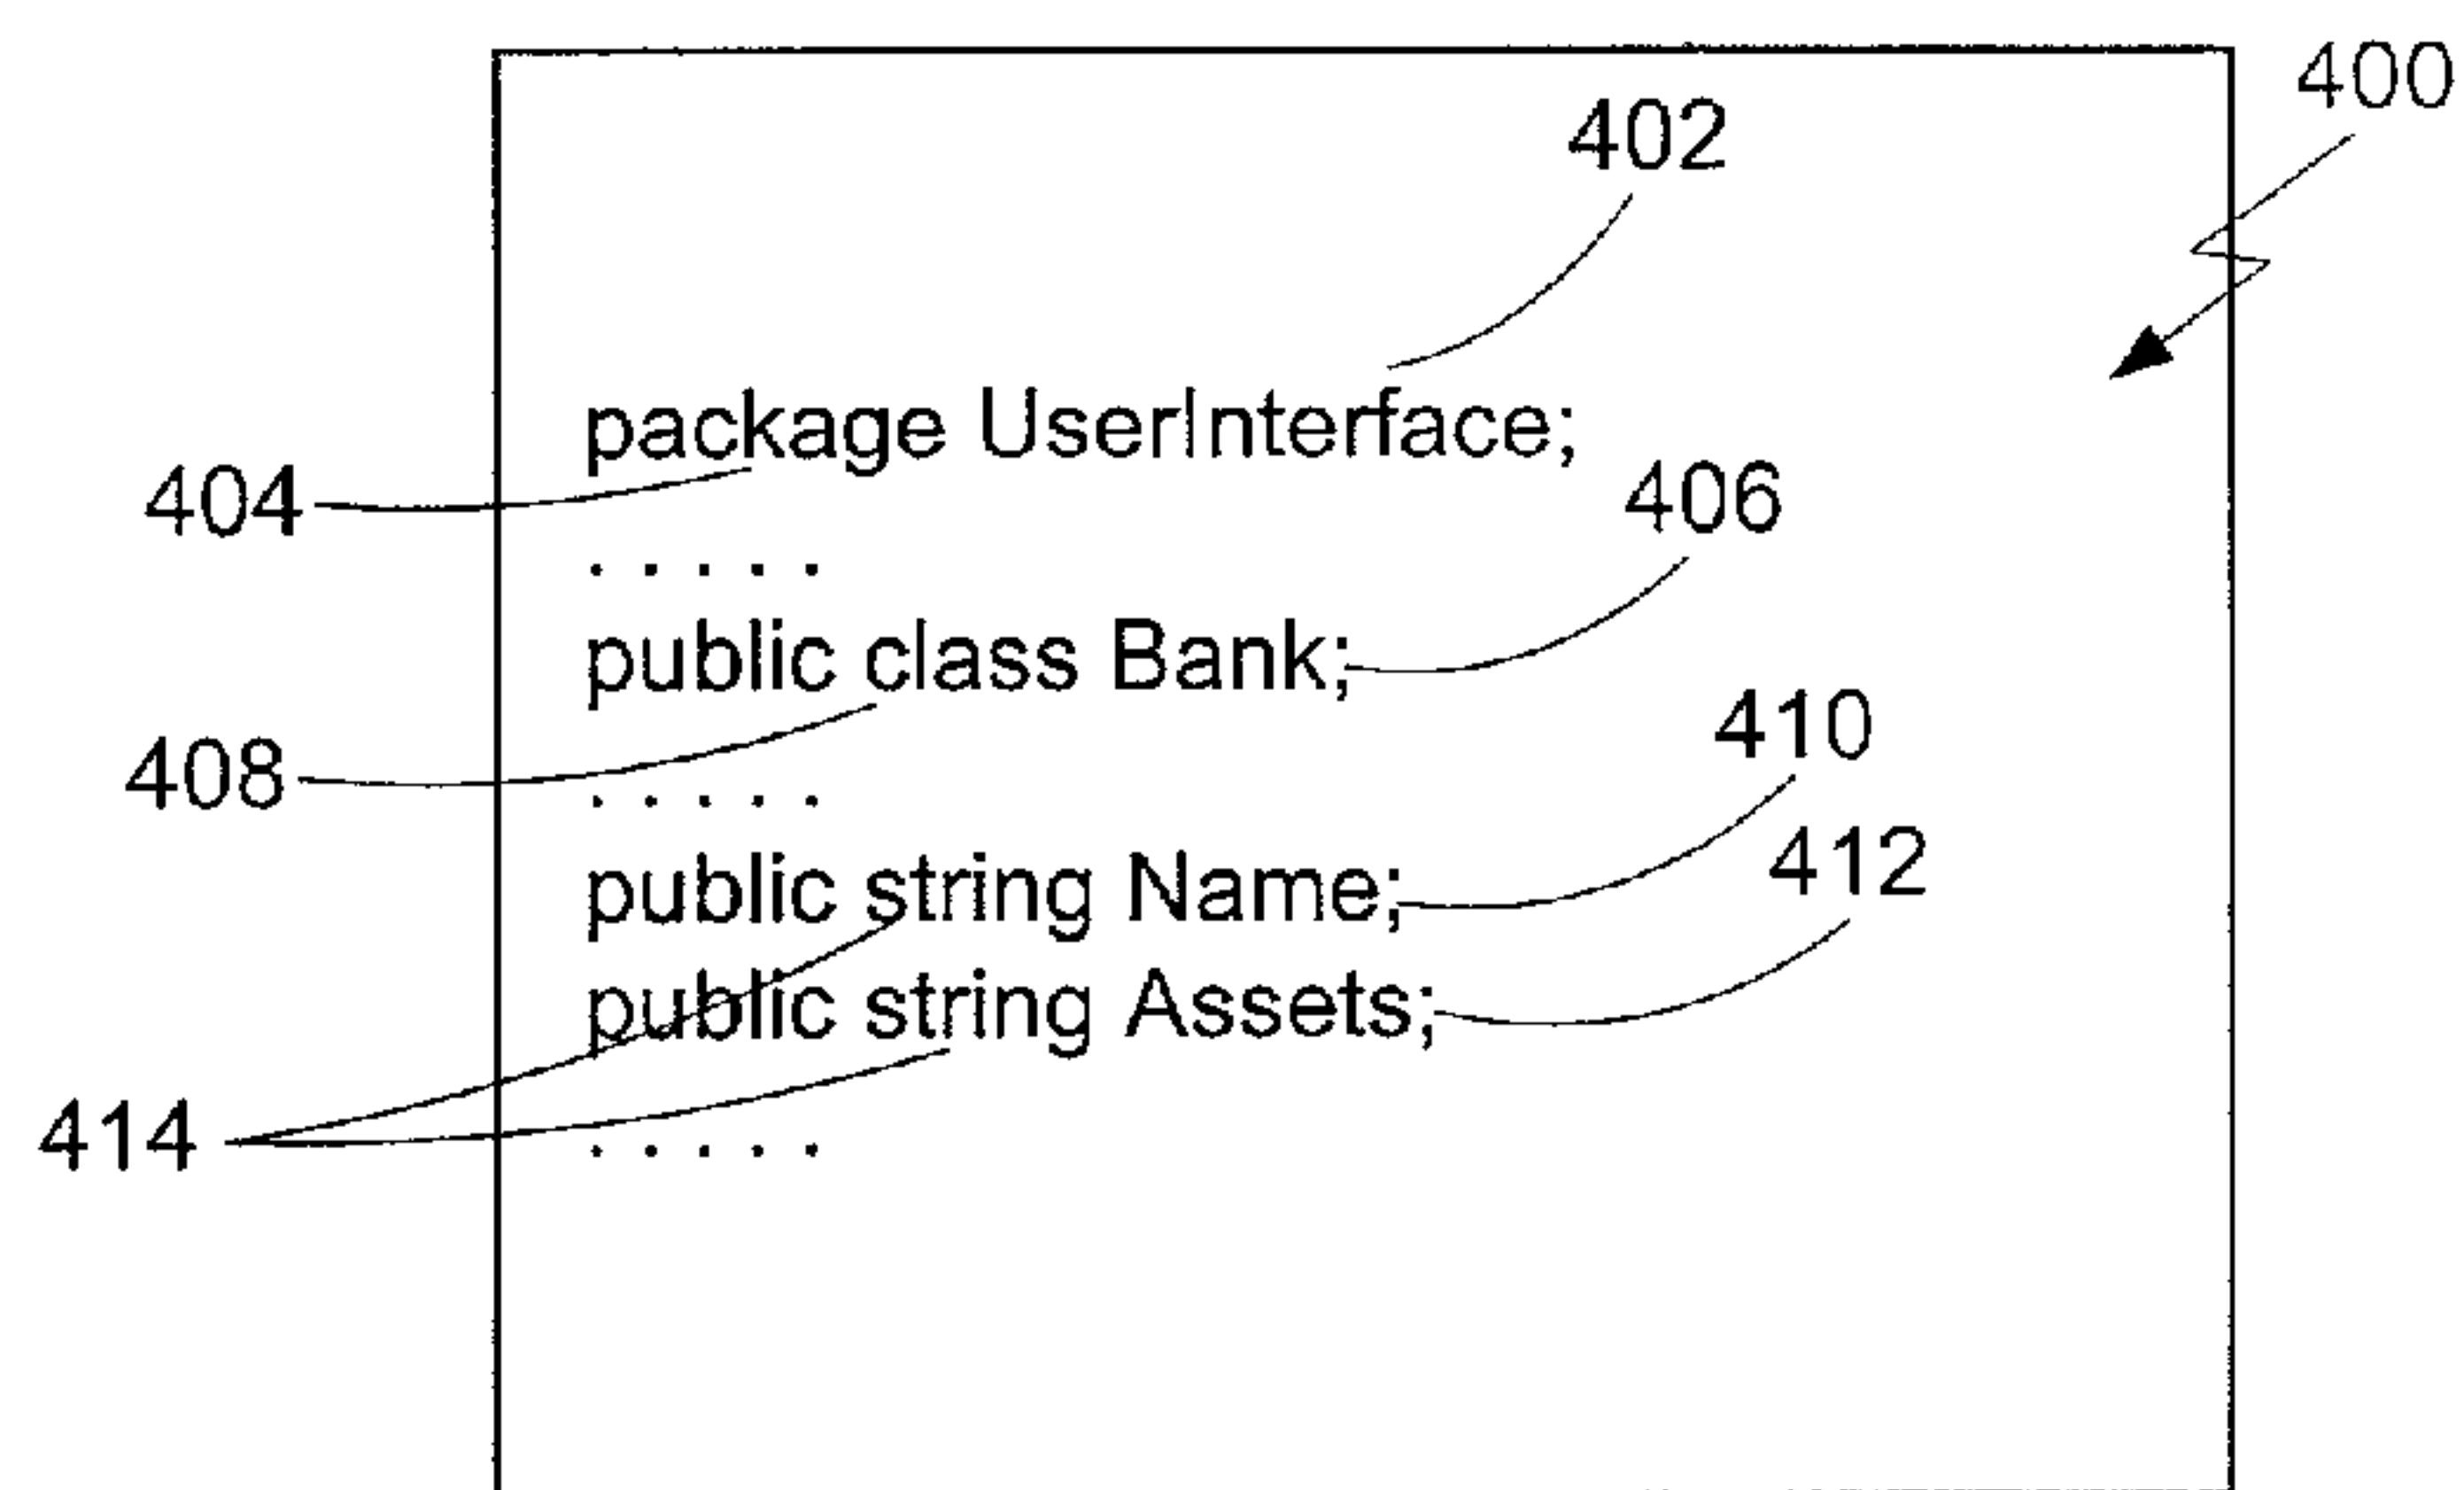 400
402
package UserInterface;
404
406
. . . . .
public class Bank;
410
408
. . . . .
412
public string Name;
public string Assets;
414
. . . . .